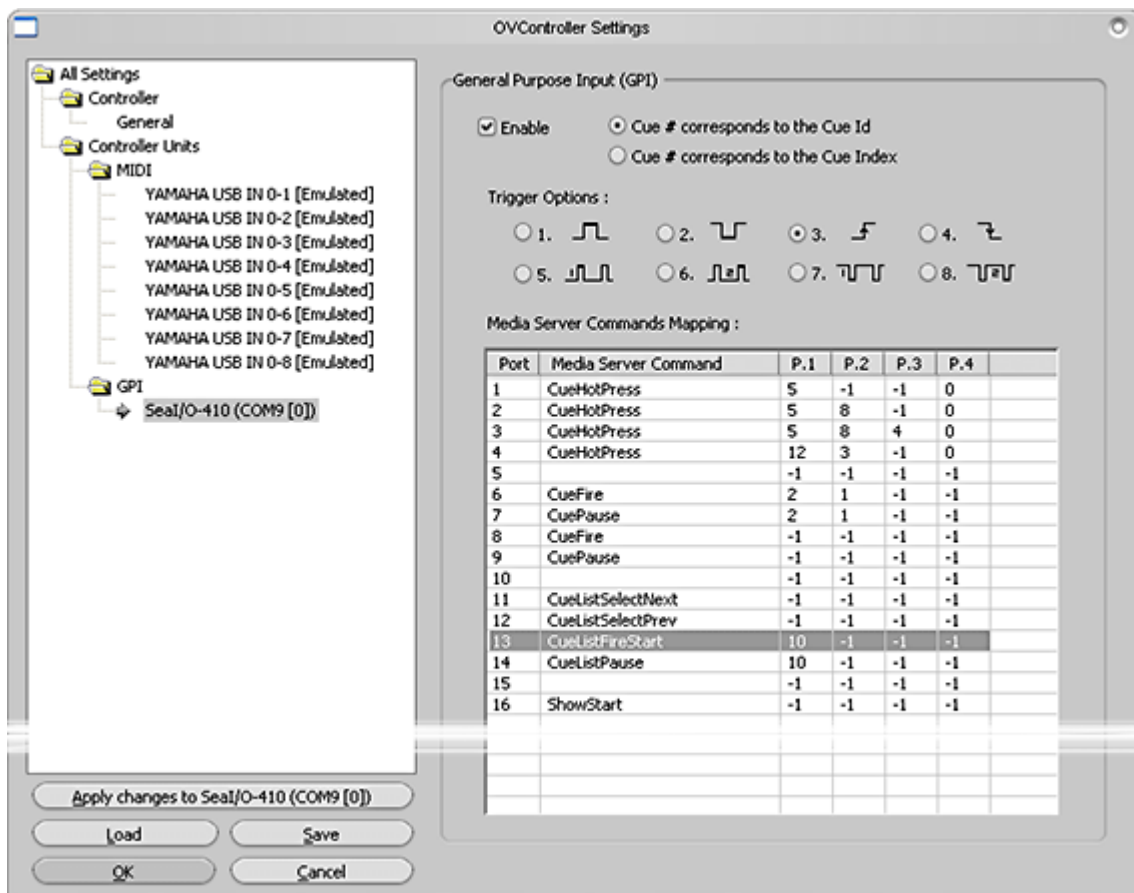 OVController Settings
All Settings
Controller
General
Controller Units
MIDI
YAMAHA USB IN 0-1 [Emulated]
YAMAHA USB IN 0-2 [Emulated]
YAMAHA USB IN 0-3 [Emulated]
YAMAHA USB IN 0-4 [Emulated]
YAMAHA USB IN 0-5 [Emulated]
YAMAHA USB IN 0-6 [Emulated]
YAMAHA USB IN 0-7 [Emulated]
YAMAHA USB IN 0-8 [Emulated]
GPI
SeaI/O-410 (COM9 [0])
Apply changes to SeaI/O-410 (COM9 [0])
Load Save
OK Cancel
General Purpose Input (GPI)
Enable Cue # corresponds to the Cue Id
Cue # corresponds to the Cue Index
Trigger Options :
1. 2. 3. 4.
5. 1 6. 2 7. 1 8. 2
Media Server Commands Mapping :
Port Media Server Command P.1 P.2 P.3 P.4
1 CueHotPress 5 -1 -1 0
2 CueHotPress 5 8 -1 0
3 CueHotPress 5 8 4 0
4 CueHotPress 12 3 -1 0
5 -1 -1 -1 -1
6 CueFire 2 1 -1 -1
7 CuePause 2 1 -1 -1
8 CueFire -1 -1 -1 -1
9 CuePause -1 -1 -1 -1
10 -1 -1 -1 -1
11 CueListSelectNext -1 -1 -1 -1
12 CueListSelectPrev -1 -1 -1 -1
13 CueListFireStart 10 -1 -1 -1
14 CueListPause 10 -1 -1 -1
15 -1 -1 -1 -1
16 ShowStart -1 -1 -1 -1